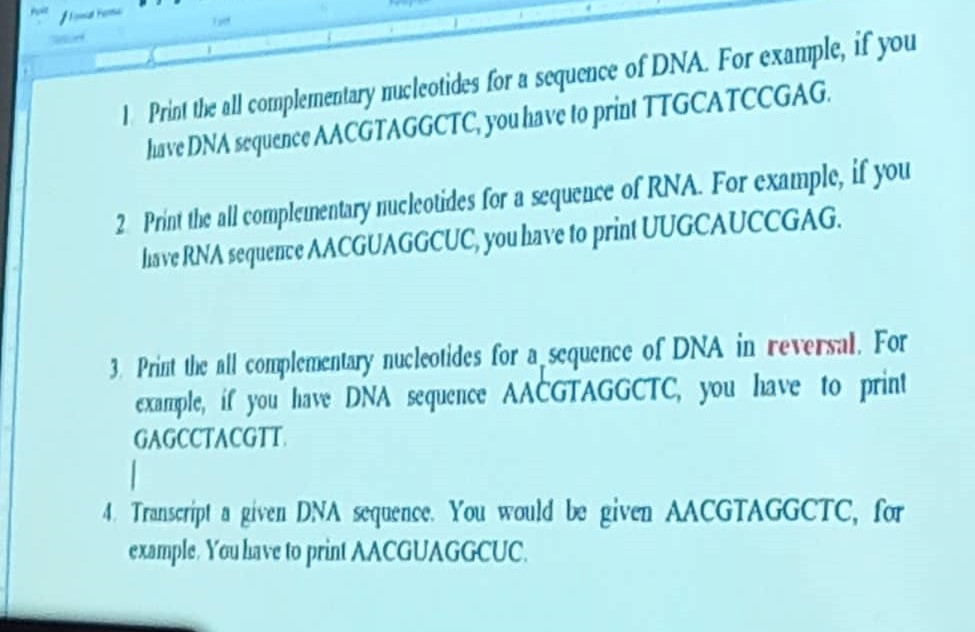 1. Print the all complementary nucleotides for a sequence of DNA. For example, if you
have DNA sequence AACGTAGGCTC, you have to print TTGCATCCGAG.
2. Print the all complementary nucleotides for a sequence of RNA. For example, if you
have RNA sequence AACGUAGGCUC, you have to print UUGCAUCCGAG.
3. Print the all complementary nucleotides for a sequence of DNA in reversal. For
example, if you have DNA sequence AACGTAGGCTC, you have to print
GAGCCTACGTT.
4. Transcript a given DNA sequence. You would be given AACGTAGGCTC, for
example. You have to print AACGUAGGCUC.